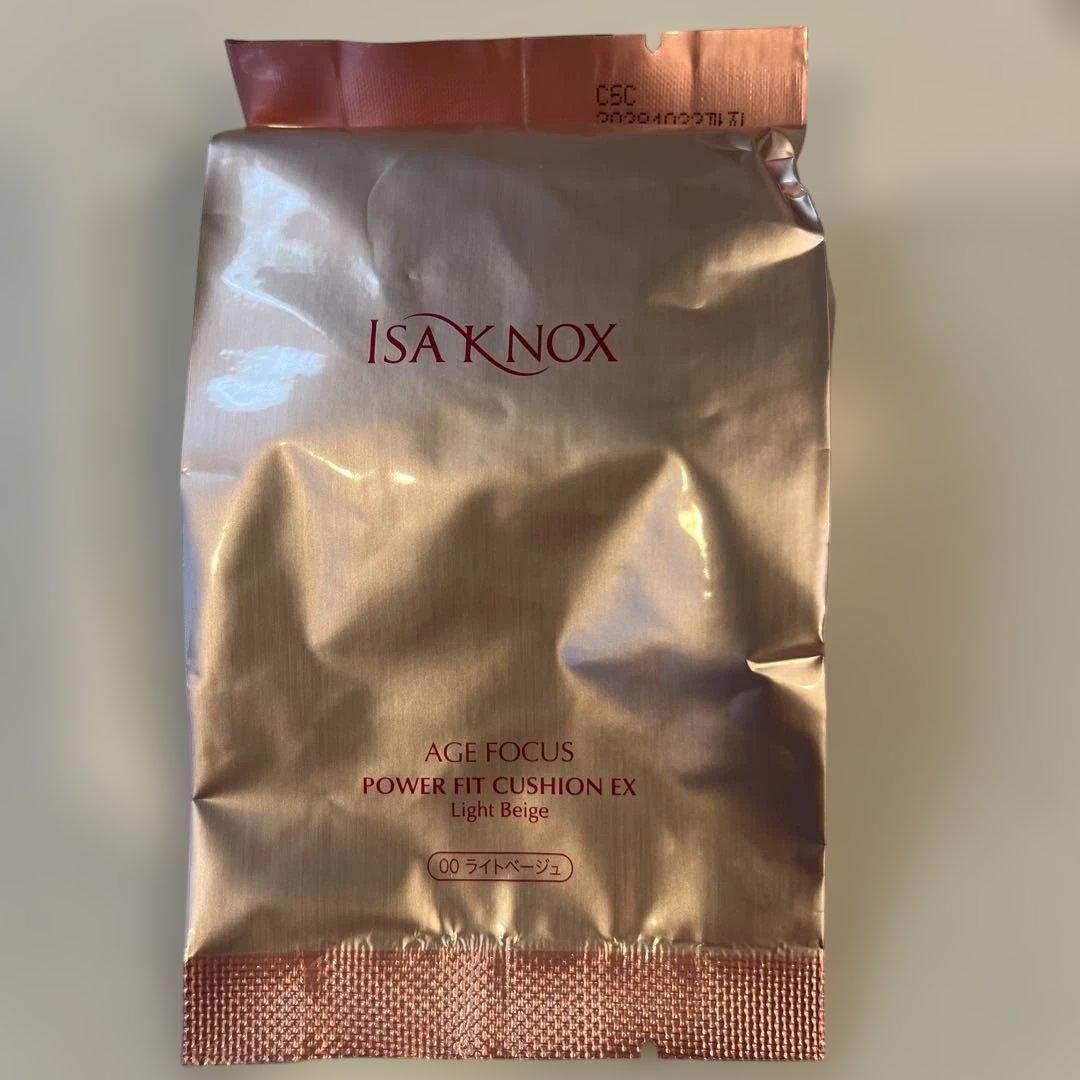 C5C
ISA KNOX
AGE FOCUS
POWER FIT CUSHION EX
Light Beige
00 ライトベージュ